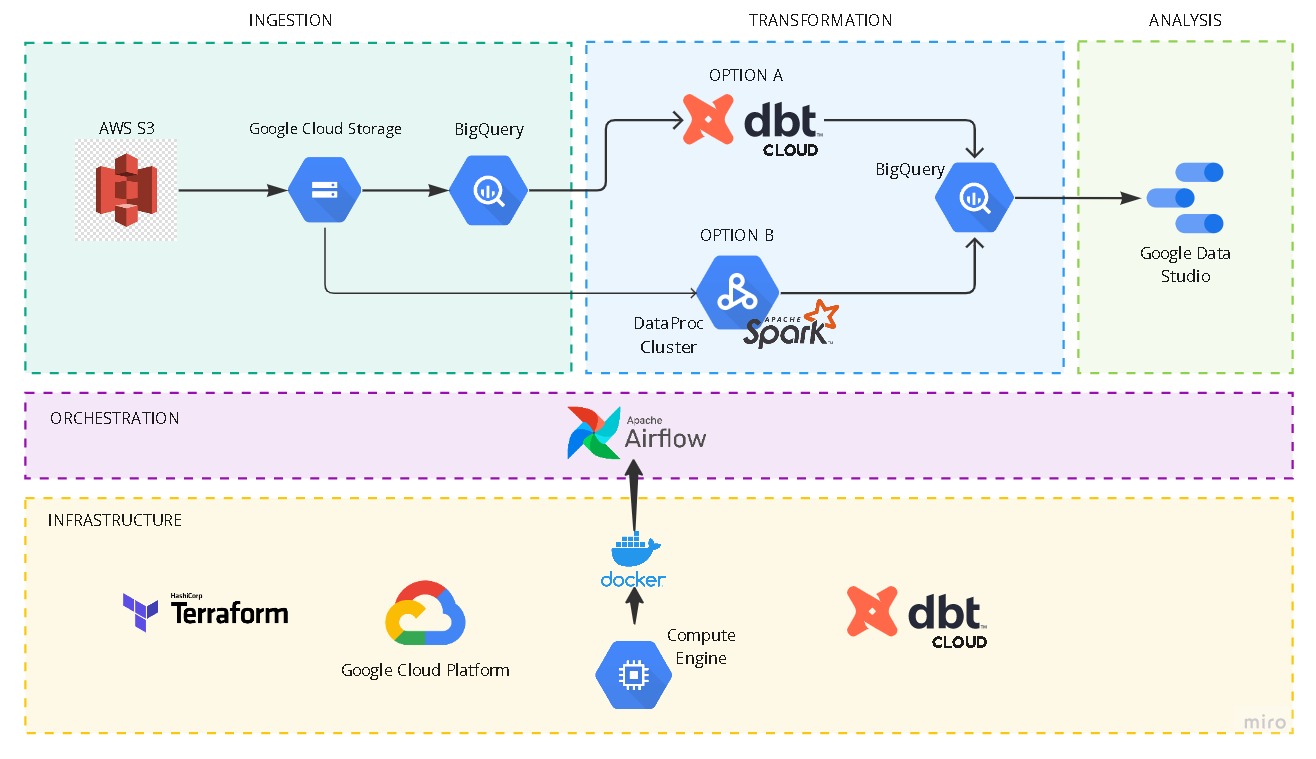 INGESTION
TRANSFORMATION
ANALYSIS
OPTION A
AWS S3
Google Cloud Storage
BigQuery
dbt
CLOUD
BigQuery
OPTION B
Google Data
Studio
DataProc
Cluster
APACHE
Spark
ORCHESTRATION
Apache
Airflow
INFRASTRUCTURE
docker
HashiCorp
Terraform
Google Cloud Platform
Compute
Engine
dbt
CLOUD
miro